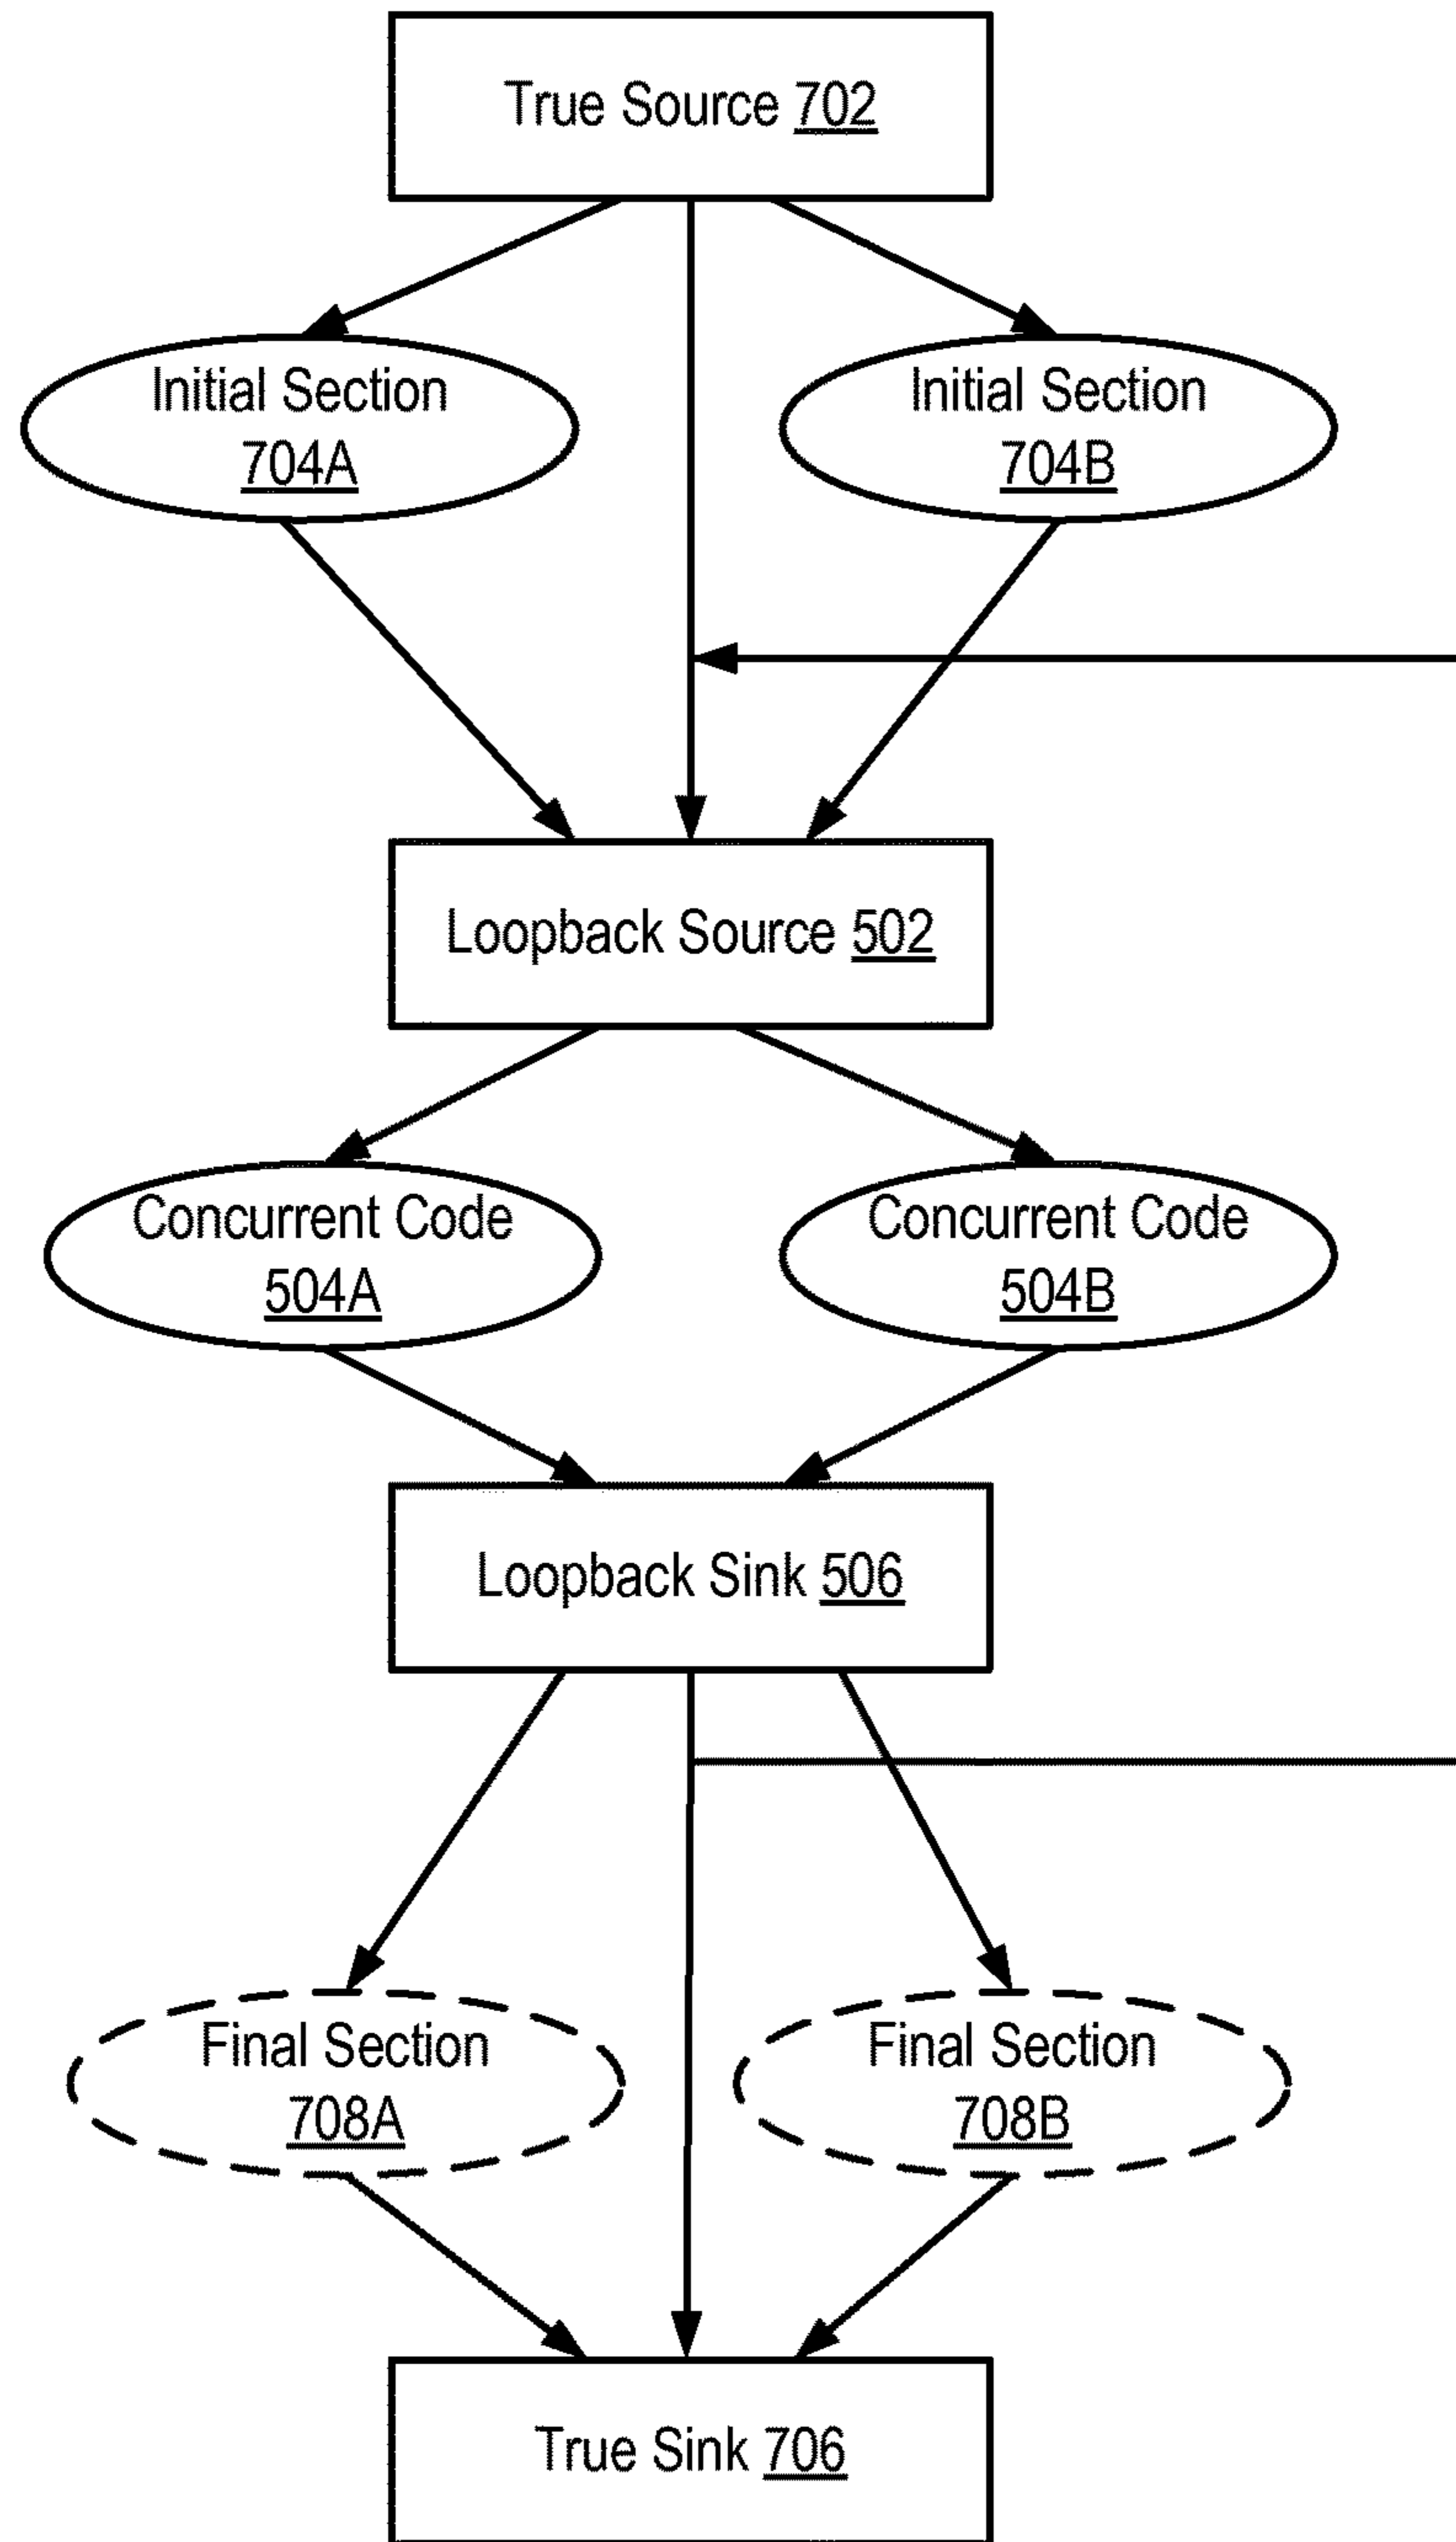 True Source 702
Initial Section
704A
Initial Section
704B
Loopback Source 502
Concurrent Code
504A
Concurrent Code
504B
Loopback Sink 506
Final Section
708A
Final Section
708B
True Sink 706